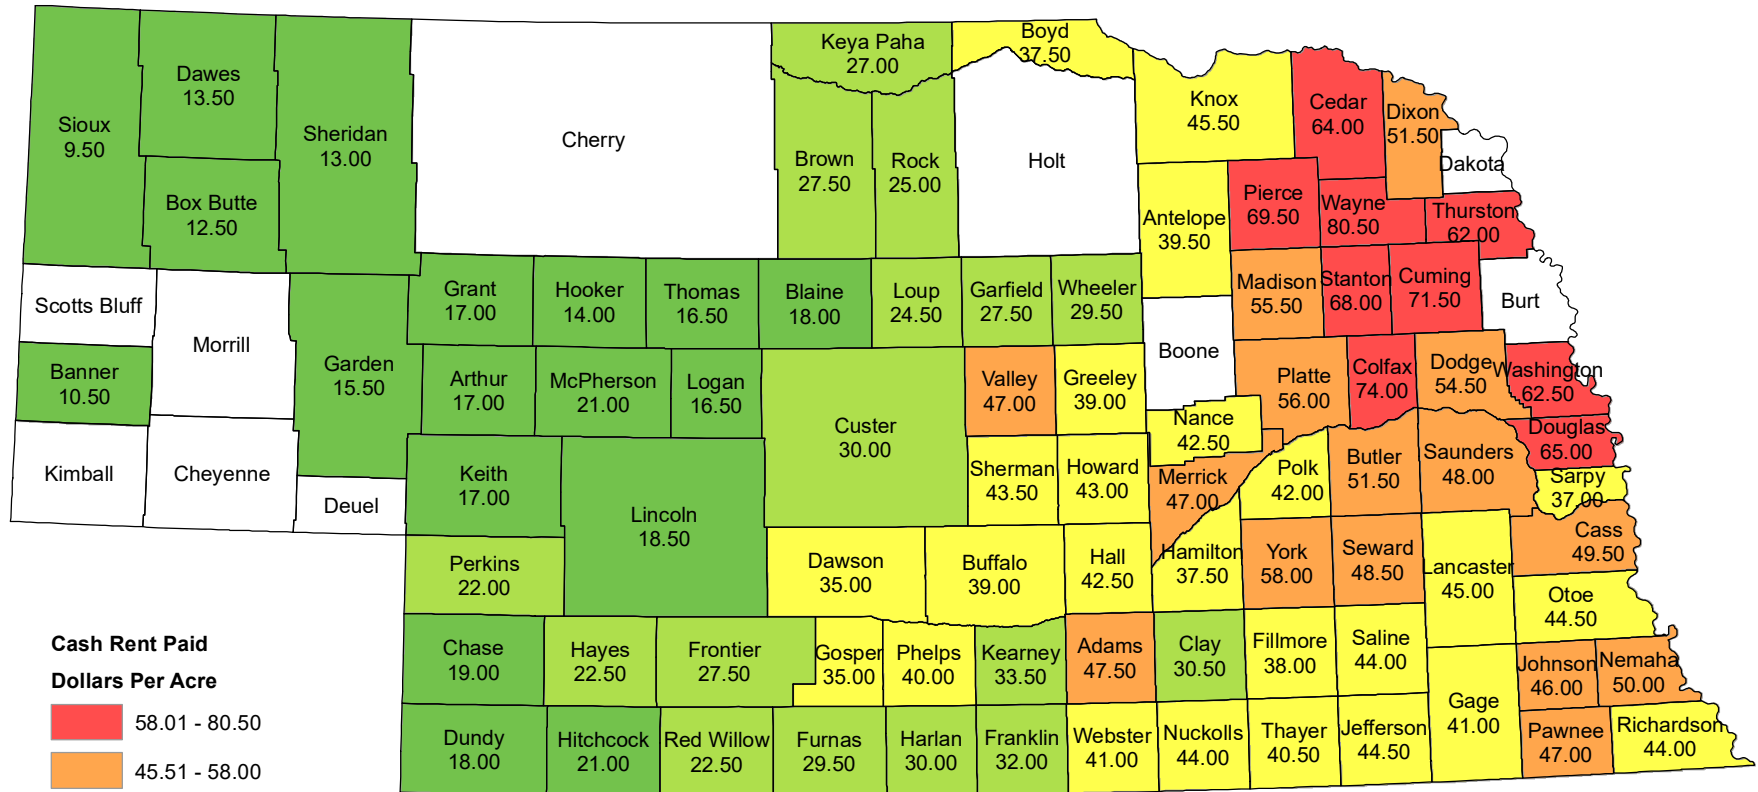 Boyd
37.50
Keya Paha
27.00
Dawes
13.50
Knox
45.50
Cedar
64.00
Dixon
51.50
Sioux
9.50
Sheridan
13.00
Cherry
Brown
27.50
Rock
25.00
Holt
Dakota
Box Butte
12.50
Antelope
39.50
Pierce
69.50
Wayne
80.50
Thurston
62.00
Scotts Bluff
Morrill
Grant
17.00
Hooker
14.00
Thomas
16.50
Blaine
18.00
Loup
24.50
Garfield
27.50
Wheeler
29.50
Madison
55.50
Stanton
68.00
Cuming
71.50
Burt
Banner
10.50
Garden
15.50
Arthur
17.00
McPherson
21.00
Logan
16.50
Custer
30.00
Valley
47.00
Greeley
39.00
Boone
Platte
56.00
Colfax
74.00
Dodge
54.50
Washington
62.50
Nance
42.50
Douglas
65.00
Kimball
Cheyenne
Deuel
Keith
17.00
Lincoln
18.50
Sherman
43.50
Howard
43.00
Merrick
47.00
Polk
42.00
Butler
51.50
Saunders
48.00
Sarpy
37.00
Cass
49.50
Perkins
22.00
Dawson
35.00
Buffalo
39.00
Hall
42.50
Hamilton
37.50
York
58.00
Seward
48.50
Lancaster
45.00
Otoe
44.50
Chase
19.00
Hayes
22.50
Frontier
27.50
Gosper
35.00
Phelps
40.00
Kearney
33.50
Adams
47.50
Clay
30.50
Fillmore
38.00
Saline
44.00
Gage
41.00
Johnson
46.00
Nemaha
50.00
Dundy
18.00
Hitchcock
21.00
Red Willow
22.50
Furnas
29.50
Harlan
30.00
Franklin
32.00
Webster
41.00
Nuckolls
44.00
Thayer
40.50
Jefferson
44.50
Pawnee
47.00
Richardson
44.00
Cash Rent Paid
Dollars Per Acre
58.01 - 80.50
45.51 - 58.00